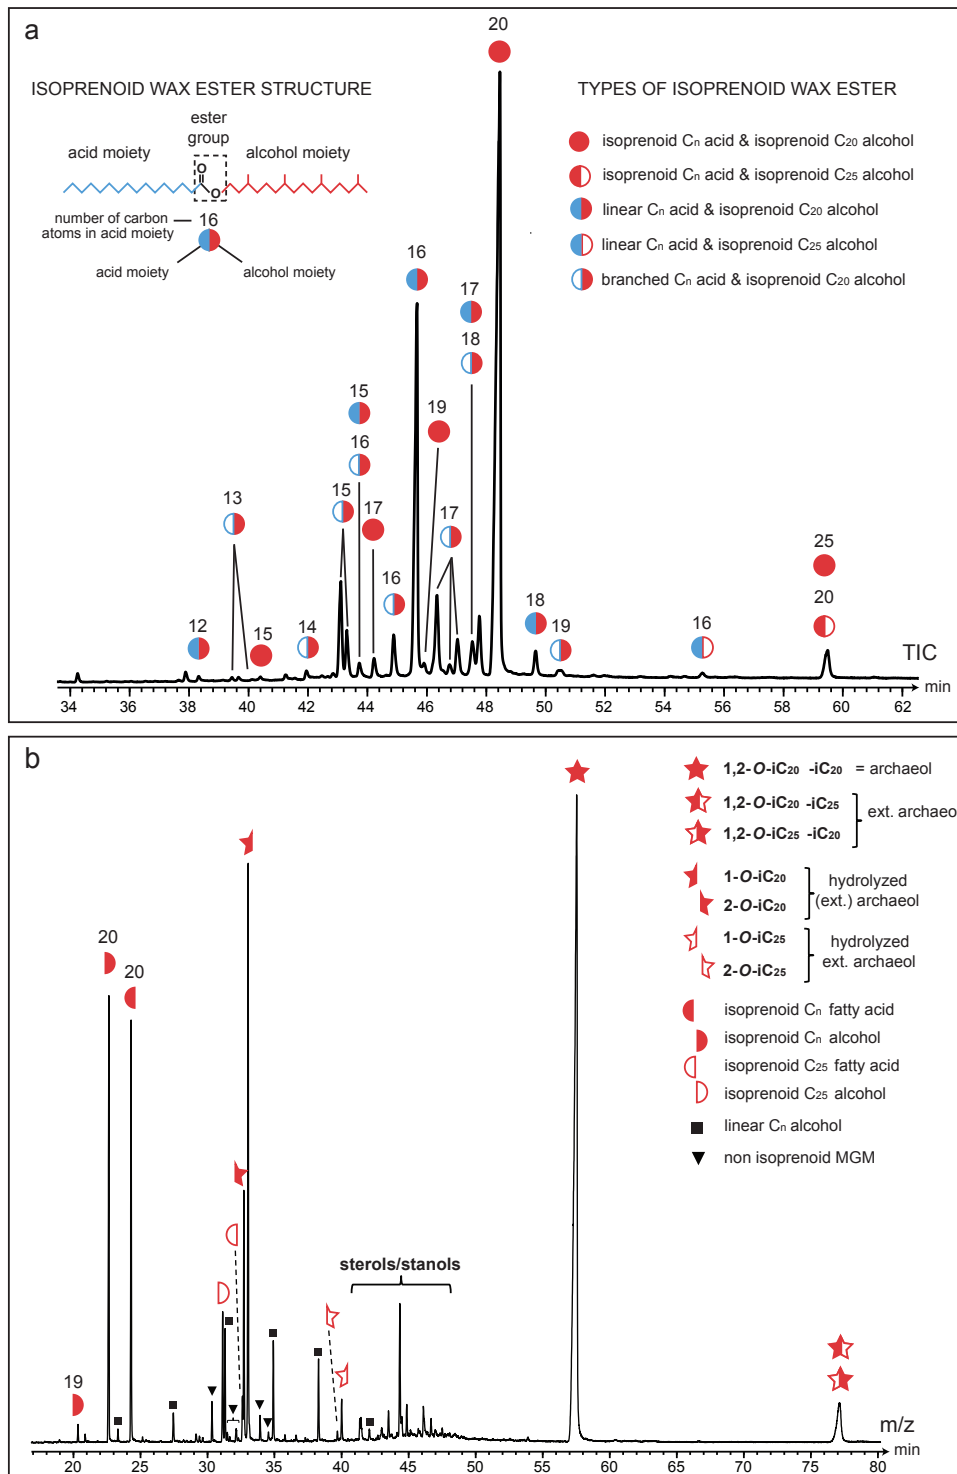 a
20
ISOPRENOID WAX ESTER STRUCTURE
TYPES OF ISOPRENOID WAX ESTER
ester
group
acid moiety
alcohol moiety
O
O
number of carbon
atoms in acid moiety
16
acid moiety
alcohol moiety
isoprenoid Cn acid & isoprenoid C20 alcohol
isoprenoid Cn acid & isoprenoid C25 alcohol
linear Cn acid & isoprenoid C20 alcohol
linear Cn acid & isoprenoid C25 alcohol
branched Cn acid & isoprenoid C20 alcohol
16
17
18
15
16
19
15
17
13
17
16
25
20
12
15
14
18
19
16
TIC
min
34 36 38 40 42 44 46 48 50 52 54 56 58 60 62
b
1,2-O-iC20 -iC20 = archaeol
1,2-O-iC20 -iC25
1,2-O-iC25 -iC20
ext. archaeol
1-O-iC20
2-O-iC20
hydrolyzed
(ext.) archaeol
1-O-iC25
2-O-iC25
hydrolyzed
ext. archaeol
isoprenoid Cn fatty acid
isoprenoid Cn alcohol
isoprenoid C25 fatty acid
isoprenoid C25 alcohol
linear Cn alcohol
non isoprenoid MGM
20
20
19
sterols/stanols
m/z
min
20 25 30 35 40 45 50 55 60 65 70 75 80